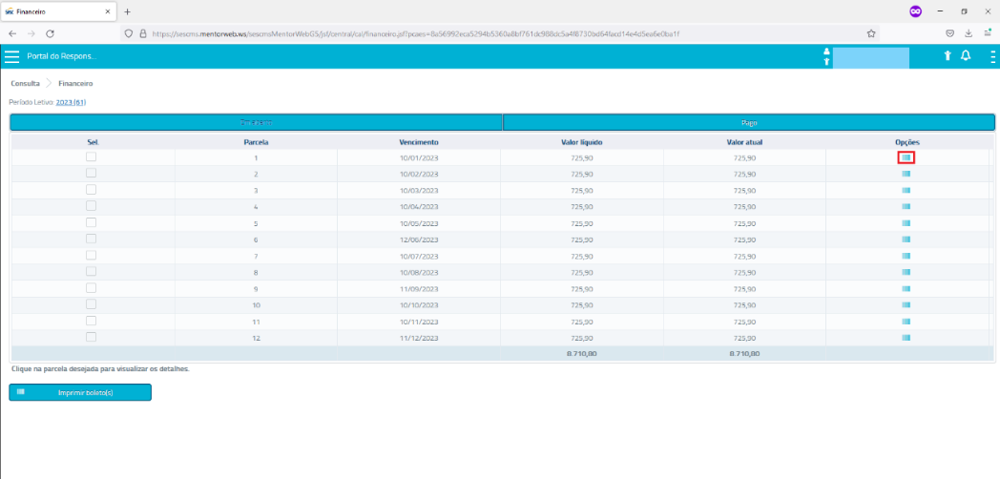 Financeiro
https://sescms.mentorweb.ws/sescmsMentorWebG5/jsf/central/cal/financeiro.jsf?pcaes=8a56992eca5294b5360a8bf761dc988dc5a4f8730bd64facd14e4d5ea6e0ba1f
Portal do Respons...
Consulta Financeiro
Período Letivo: 2023 (61)
Pago
Sel. Parcela Vencimento Valor líquido Valor atual Opções
1 10/01/2023 725,90 725,90
2 10/02/2023 725,90 725,90
3 10/03/2023 725,90 725,90
4 10/04/2023 725,90 725,90
5 10/05/2023 725,90 725,90
6 12/06/2023 725,90 725,90
7 10/07/2023 725,90 725,90
8 10/08/2023 725,90 725,90
9 11/09/2023 725,90 725,90
10 10/10/2023 725,90 725,90
11 10/11/2023 725,90 725,90
12 11/12/2023 725,90 725,90
8.710,80 8.710,80
Clique na parcela desejada para visualizar os detalhes.
Imprimir boleto(s)